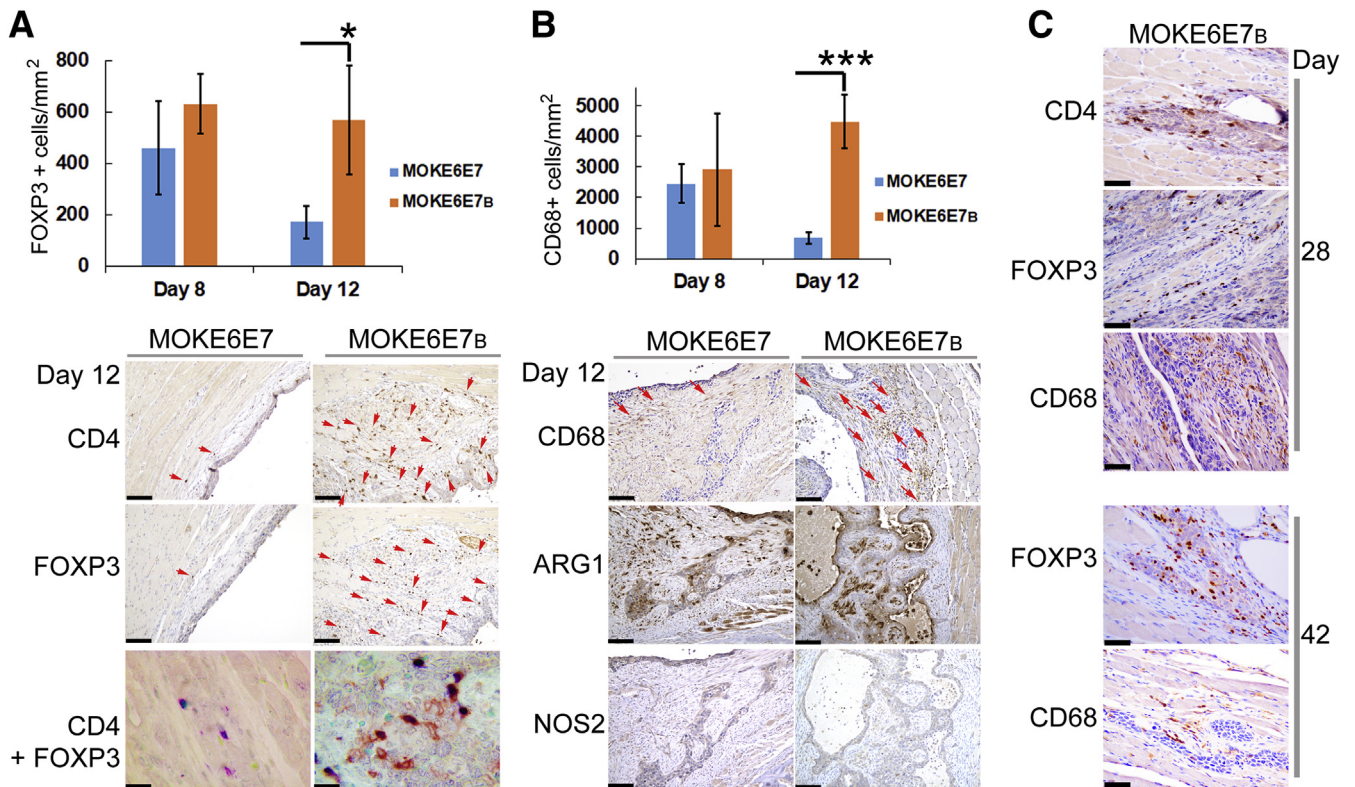 A
*
FOXP3 + cells/mm2
800
600
400
200
0
Day 8
Day 12
MOKE6E7
MOKE6E7B
MOKE6E7
MOKE6E7B
Day 12
CD4
FOXP3
CD4
+ FOXP3
B
***
CD68+ cells/mm2
5000
4000
3000
2000
1000
0
Day 8
Day 12
MOKE6E7
MOKE6E7B
MOKE6E7
MOKE6E7B
Day 12
CD68
ARG1
NOS2
C
MOKE6E7B
Day
CD4
FOXP3
28
CD68
FOXP3
42
CD68